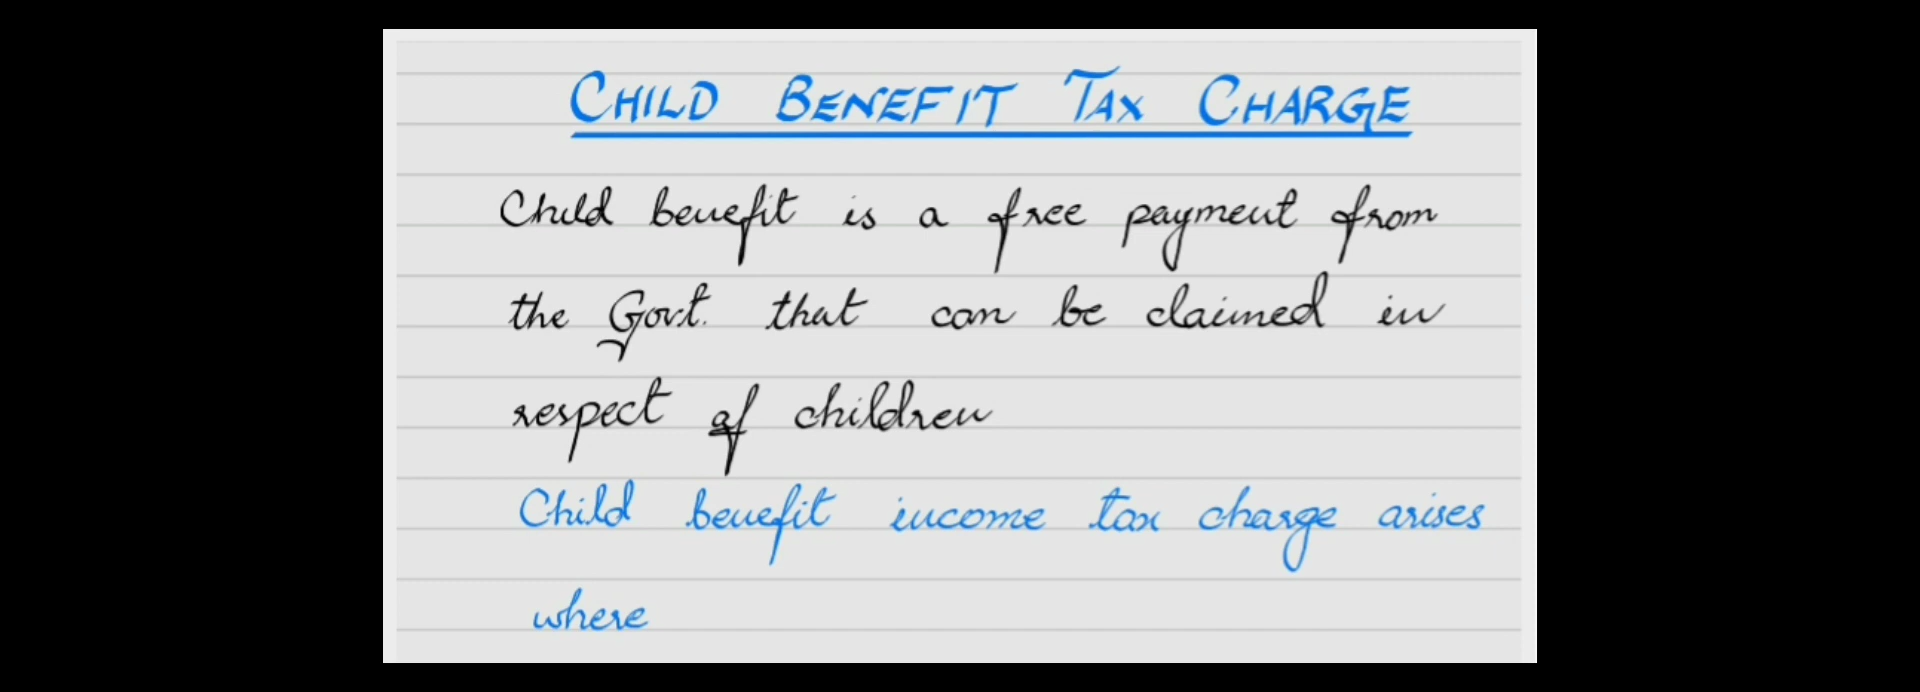 CHILD BENEFIT TAX CHARGE
Child benefit is a free payment from
the Govt. that can be claimed in
respect of children
Child benefit income tax charge arises
where